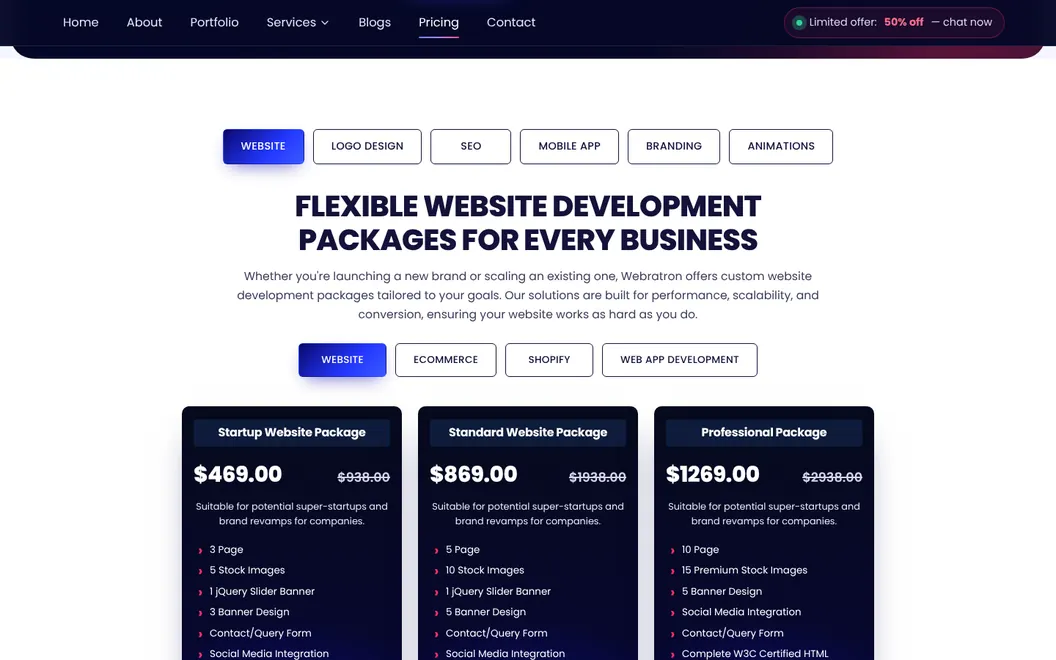 Home About Portfolio Services Blogs Pricing Contact Limited offer: 50% off — chat now
WEBSITE LOGO DESIGN SEO MOBILE APP BRANDING ANIMATIONS
FLEXIBLE WEBSITE DEVELOPMENT
PACKAGES FOR EVERY BUSINESS
Whether you're launching a new brand or scaling an existing one, Webratron offers custom website
development packages tailored to your goals. Our solutions are built for performance, scalability, and
conversion, ensuring your website works as hard as you do.
WEBSITE ECOMMERCE SHOPIFY WEB APP DEVELOPMENT
Startup Website Package
$469.00 $938.00
Suitable for potential super-startups and
brand revamps for companies.
3 Page
5 Stock Images
1 jQuery Slider Banner
3 Banner Design
Contact/Query Form
Social Media Integration
Standard Website Package
$869.00 $1938.00
Suitable for potential super-startups and
brand revamps for companies.
5 Page
10 Stock Images
1 jQuery Slider Banner
5 Banner Design
Contact/Query Form
Social Media Integration
Professional Package
$1269.00 $2938.00
Suitable for potential super-startups and
brand revamps for companies.
10 Page
15 Premium Stock Images
5 Banner Design
Social Media Integration
Contact/Query Form
Complete W3C Certified HTML